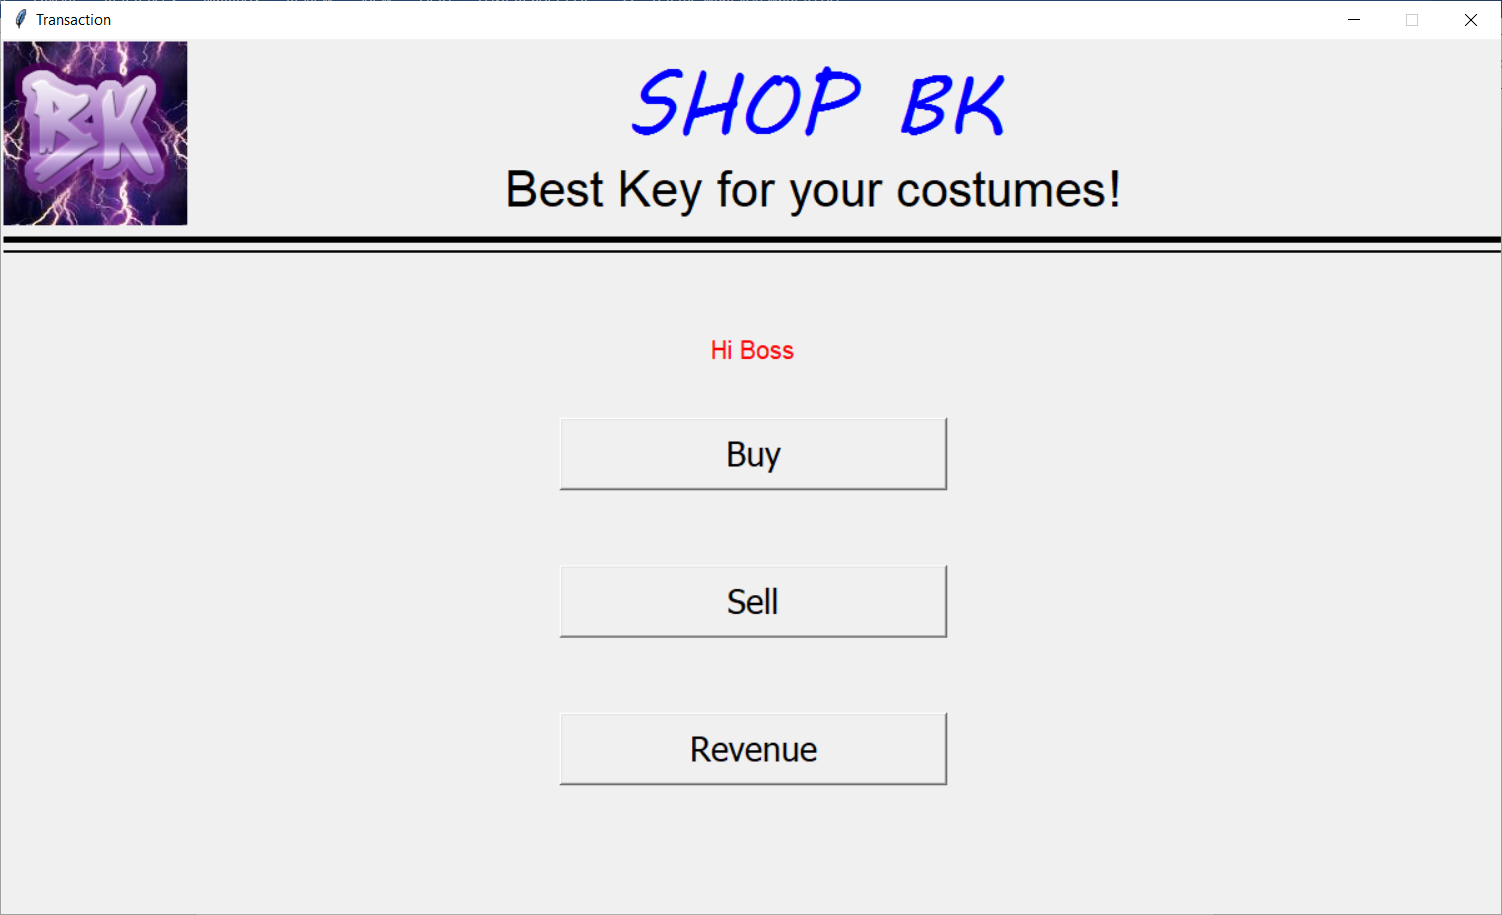 Transaction
BK
SHOP BK
Best Key for your costumes!
Hi Boss
Buy
Sell
Revenue